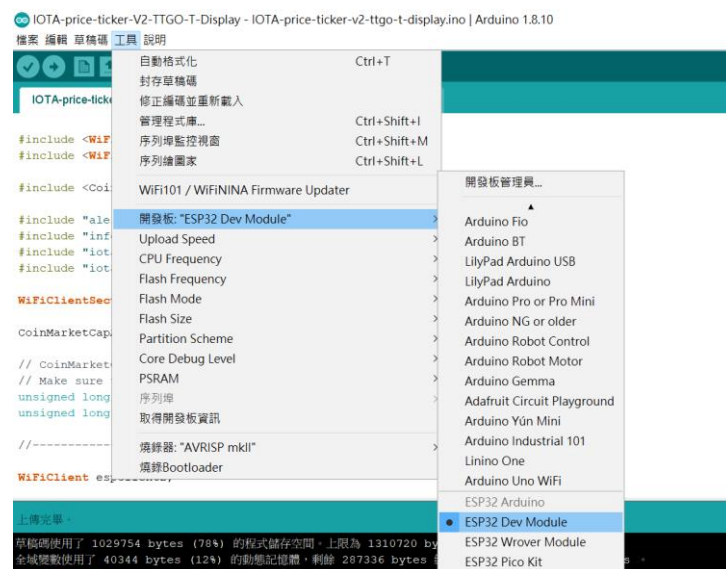 IOTA-price-ticker-V2-TTGO-T-Display - IOTA-price-ticker-v2-ttgo-t-display.ino | Arduino 1.8.10
檔案 編輯 草稿碼 工具 說明
IOTA-price-ticke
自動格式化 Ctrl+T
封存草稿碼
修正編碼並重新載入
管理程式庫... Ctrl+Shift+I
序列埠監控視窗 Ctrl+Shift+M
序列繪圖家 Ctrl+Shift+L
WiFi101 / WiFiNINA Firmware Updater
開發板: "ESP32 Dev Module"
Upload Speed
CPU Frequency
Flash Frequency
Flash Mode
Flash Size
Partition Scheme
Core Debug Level
PSRAM
序列埠
取得開發板資訊
燒錄器: "AVRISP mkII"
燒錄Bootloader
開發板管理員...
Arduino Fio
Arduino BT
LilyPad Arduino USB
LilyPad Arduino
Arduino Pro or Pro Mini
Arduino NG or older
Arduino Robot Control
Arduino Robot Motor
Arduino Gemma
Adafruit Circuit Playground
Arduino Yún Mini
Arduino Industrial 101
Linino One
Arduino Uno WiFi
ESP32 Arduino
ESP32 Dev Module
ESP32 Wrover Module
ESP32 Pico Kit
#include <WiF
#include <WiF
#include <Coi
#include "ale
#include "inf
#include "iot
#include "iot
WiFiClientSec
CoinMarketCap
// CoinMarket
// Make sure
unsigned long
unsigned long
//-----------
WiFiClient
上傳完畢。
草稿碼使用了 1029754 bytes (78%) 的程式儲存空間。上限為 1310720 by
全域變數使用了 40344 bytes (12%) 的動態記憶體，剩餘 287336 bytes